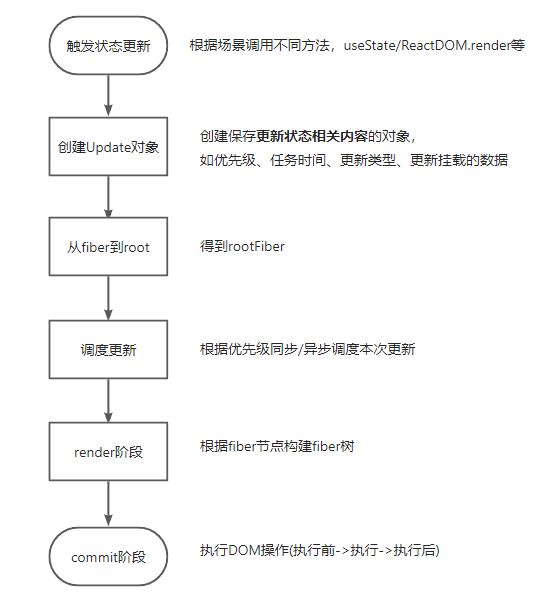 触发状态更新
根据场景调用不同方法，useState/ReactDOM.render等
创建Update对象
创建保存更新状态相关内容的对象，
如优先级、任务时间、更新类型、更新挂载的数据
从fiber到root
得到rootFiber
调度更新
根据优先级同步/异步调度本次更新
render阶段
根据fiber节点构建fiber树
commit阶段
执行DOM操作(执行前->执行->执行后)